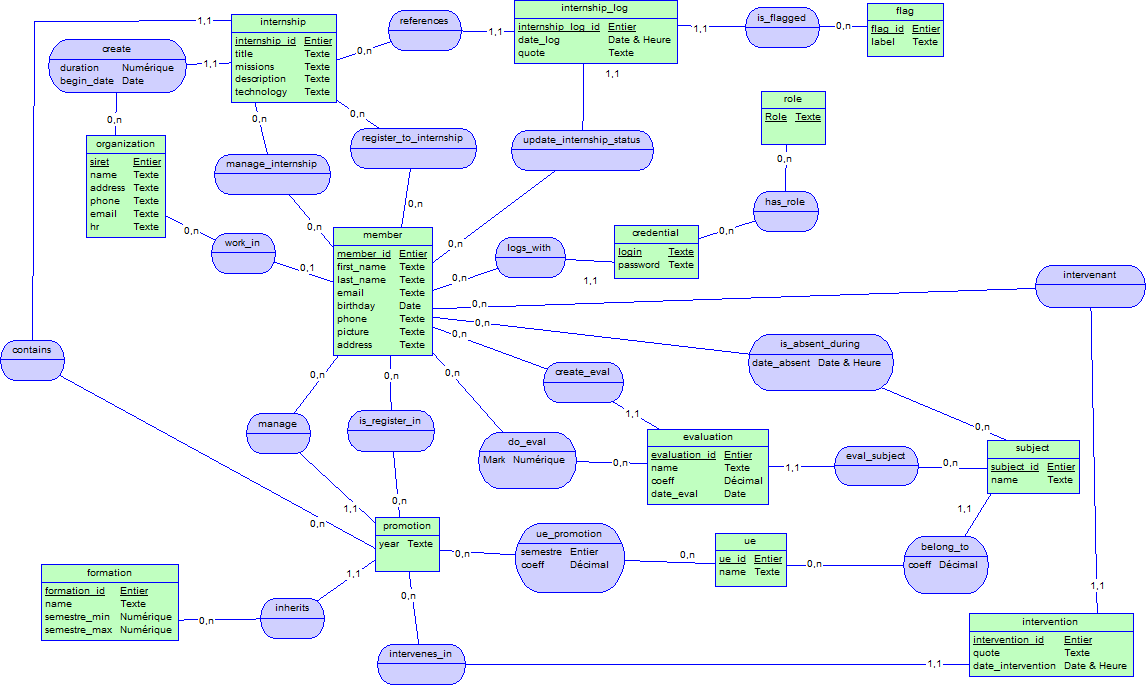 1,1
internship
internship_id Entier
title Texte
missions Texte
description Texte
technology Texte
references
0,n
1,1
internship_log
internship_log_id Entier
date_log Date & Heure
quote Texte
1,1
is_flagged
0,n
flag
flag_id Entier
label Texte
create
duration Numérique
begin_date Date
1,1
0,n
0,n
0,n
1,1
role
Role Texte
0,n
organization
siret Entier
name Texte
address Texte
phone Texte
email Texte
hr Texte
manage_internship
register_to_internship
update_internship_status
0,n
0,n
0,n
work_in
0,n
0,1
has_role
0,n
member
member_id Entier
first_name Texte
last_name Texte
email Texte
birthday Date
phone Texte
picture Texte
address Texte
0,n
logs_with
0,n
1,1
credential
login Texte
password Texte
intervenant
0,n
0,n
0,n
contains
is_absent_during
date_absent Date & Heure
create_eval
0,n
0,n
0,n
1,1
0,n
manage
is_register_in
do_eval
Mark Numérique
0,n
evaluation
evaluation_id Entier
name Texte
coeff Décimal
date_eval Date
1,1
eval_subject
0,n
subject
subject_id Entier
name Texte
1,1
0,n
0,n
1,1
promotion
year Texte
0,n
ue_promotion
semestre Entier
coeff Décimal
0,n
ue
ue_id Entier
name Texte
0,n
belong_to
coeff Décimal
formation
formation_id Entier
name Texte
semestre_min Numérique
semestre_max Numérique
0,n
inherits
1,1
0,n
1,1
intervenes_in
1,1
intervention
intervention_id Entier
quote Texte
date_intervention Date & Heure